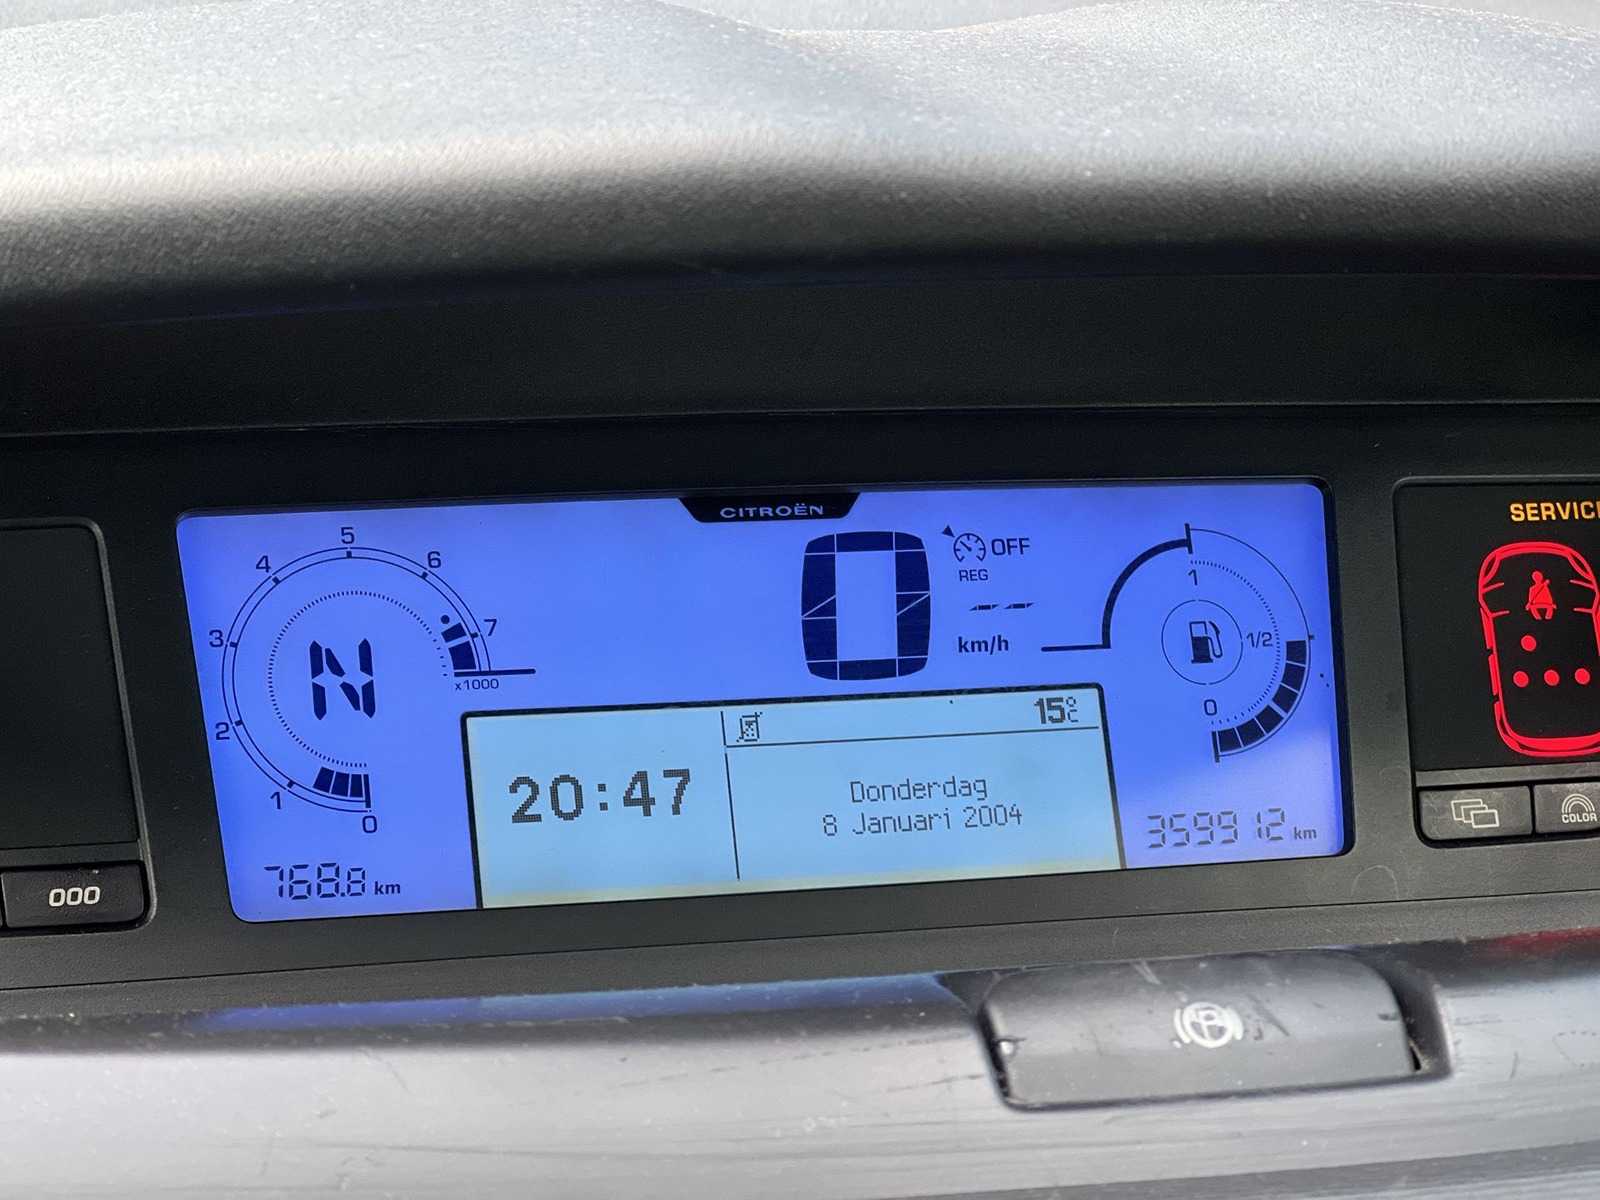 CITROËN
SERVICE
5
4
6
3
7
N
x1000
2
1
0
768.8 km
0
OFF
REG
km/h
1
1/2
0
15°C
20:47
Donderdag
8 Januari 2004
359912 km
000
COLOR